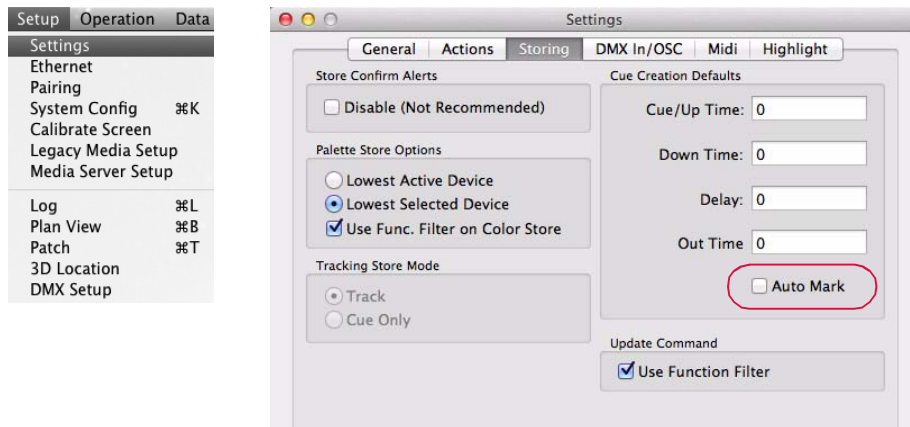 Setup Operation Data
Settings
Ethernet
Pairing
System Config ⌘K
Calibrate Screen
Legacy Media Setup
Media Server Setup
Log ⌘L
Plan View ⌘B
Patch ⌘T
3D Location
DMX Setup
Settings
General Actions Storing DMX In/OSC Midi Highlight
Store Confirm Alerts
Disable (Not Recommended)
Palette Store Options
Lowest Active Device
Lowest Selected Device
Use Func. Filter on Color Store
Tracking Store Mode
Track
Cue Only
Cue Creation Defaults
Cue/Up Time: 0
Down Time: 0
Delay: 0
Out Time 0
Auto Mark
Update Command
Use Function Filter